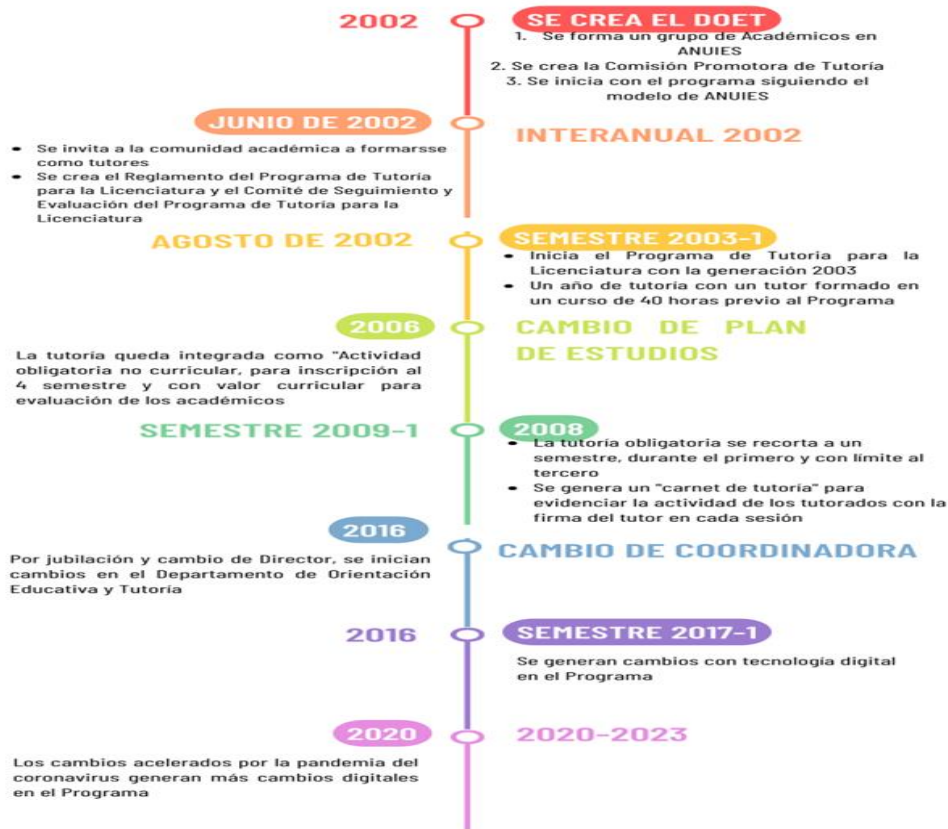 2002
SE CREA EL DOET
1. Se forma un grupo de Académicos en
ANUIES
2. Se crea la Comisión Promotora de Tutoría
3. Se inicia con el programa siguiendo el
modelo de ANUIES
JUNIO DE 2002
INTERANUAL 2002
• Se invita a la comunidad académica a formarsse
como tutores
• Se crea el Reglamento del Programa de Tutoría
para la Licenciatura y el Comité de Seguimiento y
Evaluación del Programa de Tutoría para la
Licenciatura
AGOSTO DE 2002
SEMESTRE 2003-1
• Inicia el Programa de Tutoria para la
Licenciatura con la generación 2003
• Un año de tutoría con un tutor formado en
un curso de 40 horas previo al Programa
2006
CAMBIO DE PLAN
DE ESTUDIOS
La tutoría queda integrada como "Actividad
obligatoria no curricular, para inscripción al
4 semestre y con valor curricular para
evaluación de los académicos
SEMESTRE 2009-1
2008
• La tutoría obligatoria se recorta a un
semestre, durante el primero y con límite al
tercero
• Se genera un "carnet de tutoría" para
evidenciar la actividad de los tutorados con la
firma del tutor en cada sesión
2016
CAMBIO DE COORDINADORA
Por jubilación y cambio de Director, se inician
cambios en el Departamento de Orientación
Educativa y Tutoría
2016
SEMESTRE 2017-1
Se generan cambios con tecnología digital
en el Programa
2020
2020-2023
Los cambios acelerados por la pandemia del
coronavirus generan más cambios digitales
en el Programa